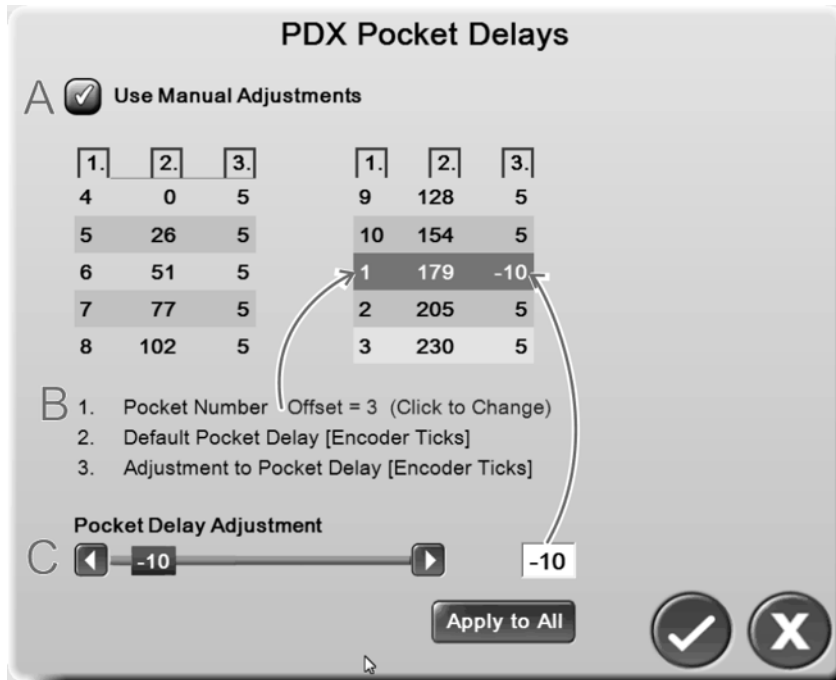 PDX Pocket Delays
A Use Manual Adjustments
1. 2. 3. 1. 2. 3.
4 0 5 9 128 5
5 26 5 10 154 5
6 51 5 1 179 -10
7 77 5 2 205 5
8 102 5 3 230 5
B 1. Pocket Number Offset = 3 (Click to Change)
2. Default Pocket Delay [Encoder Ticks]
3. Adjustment to Pocket Delay [Encoder Ticks]
Pocket Delay Adjustment
C -10 -10
Apply to All